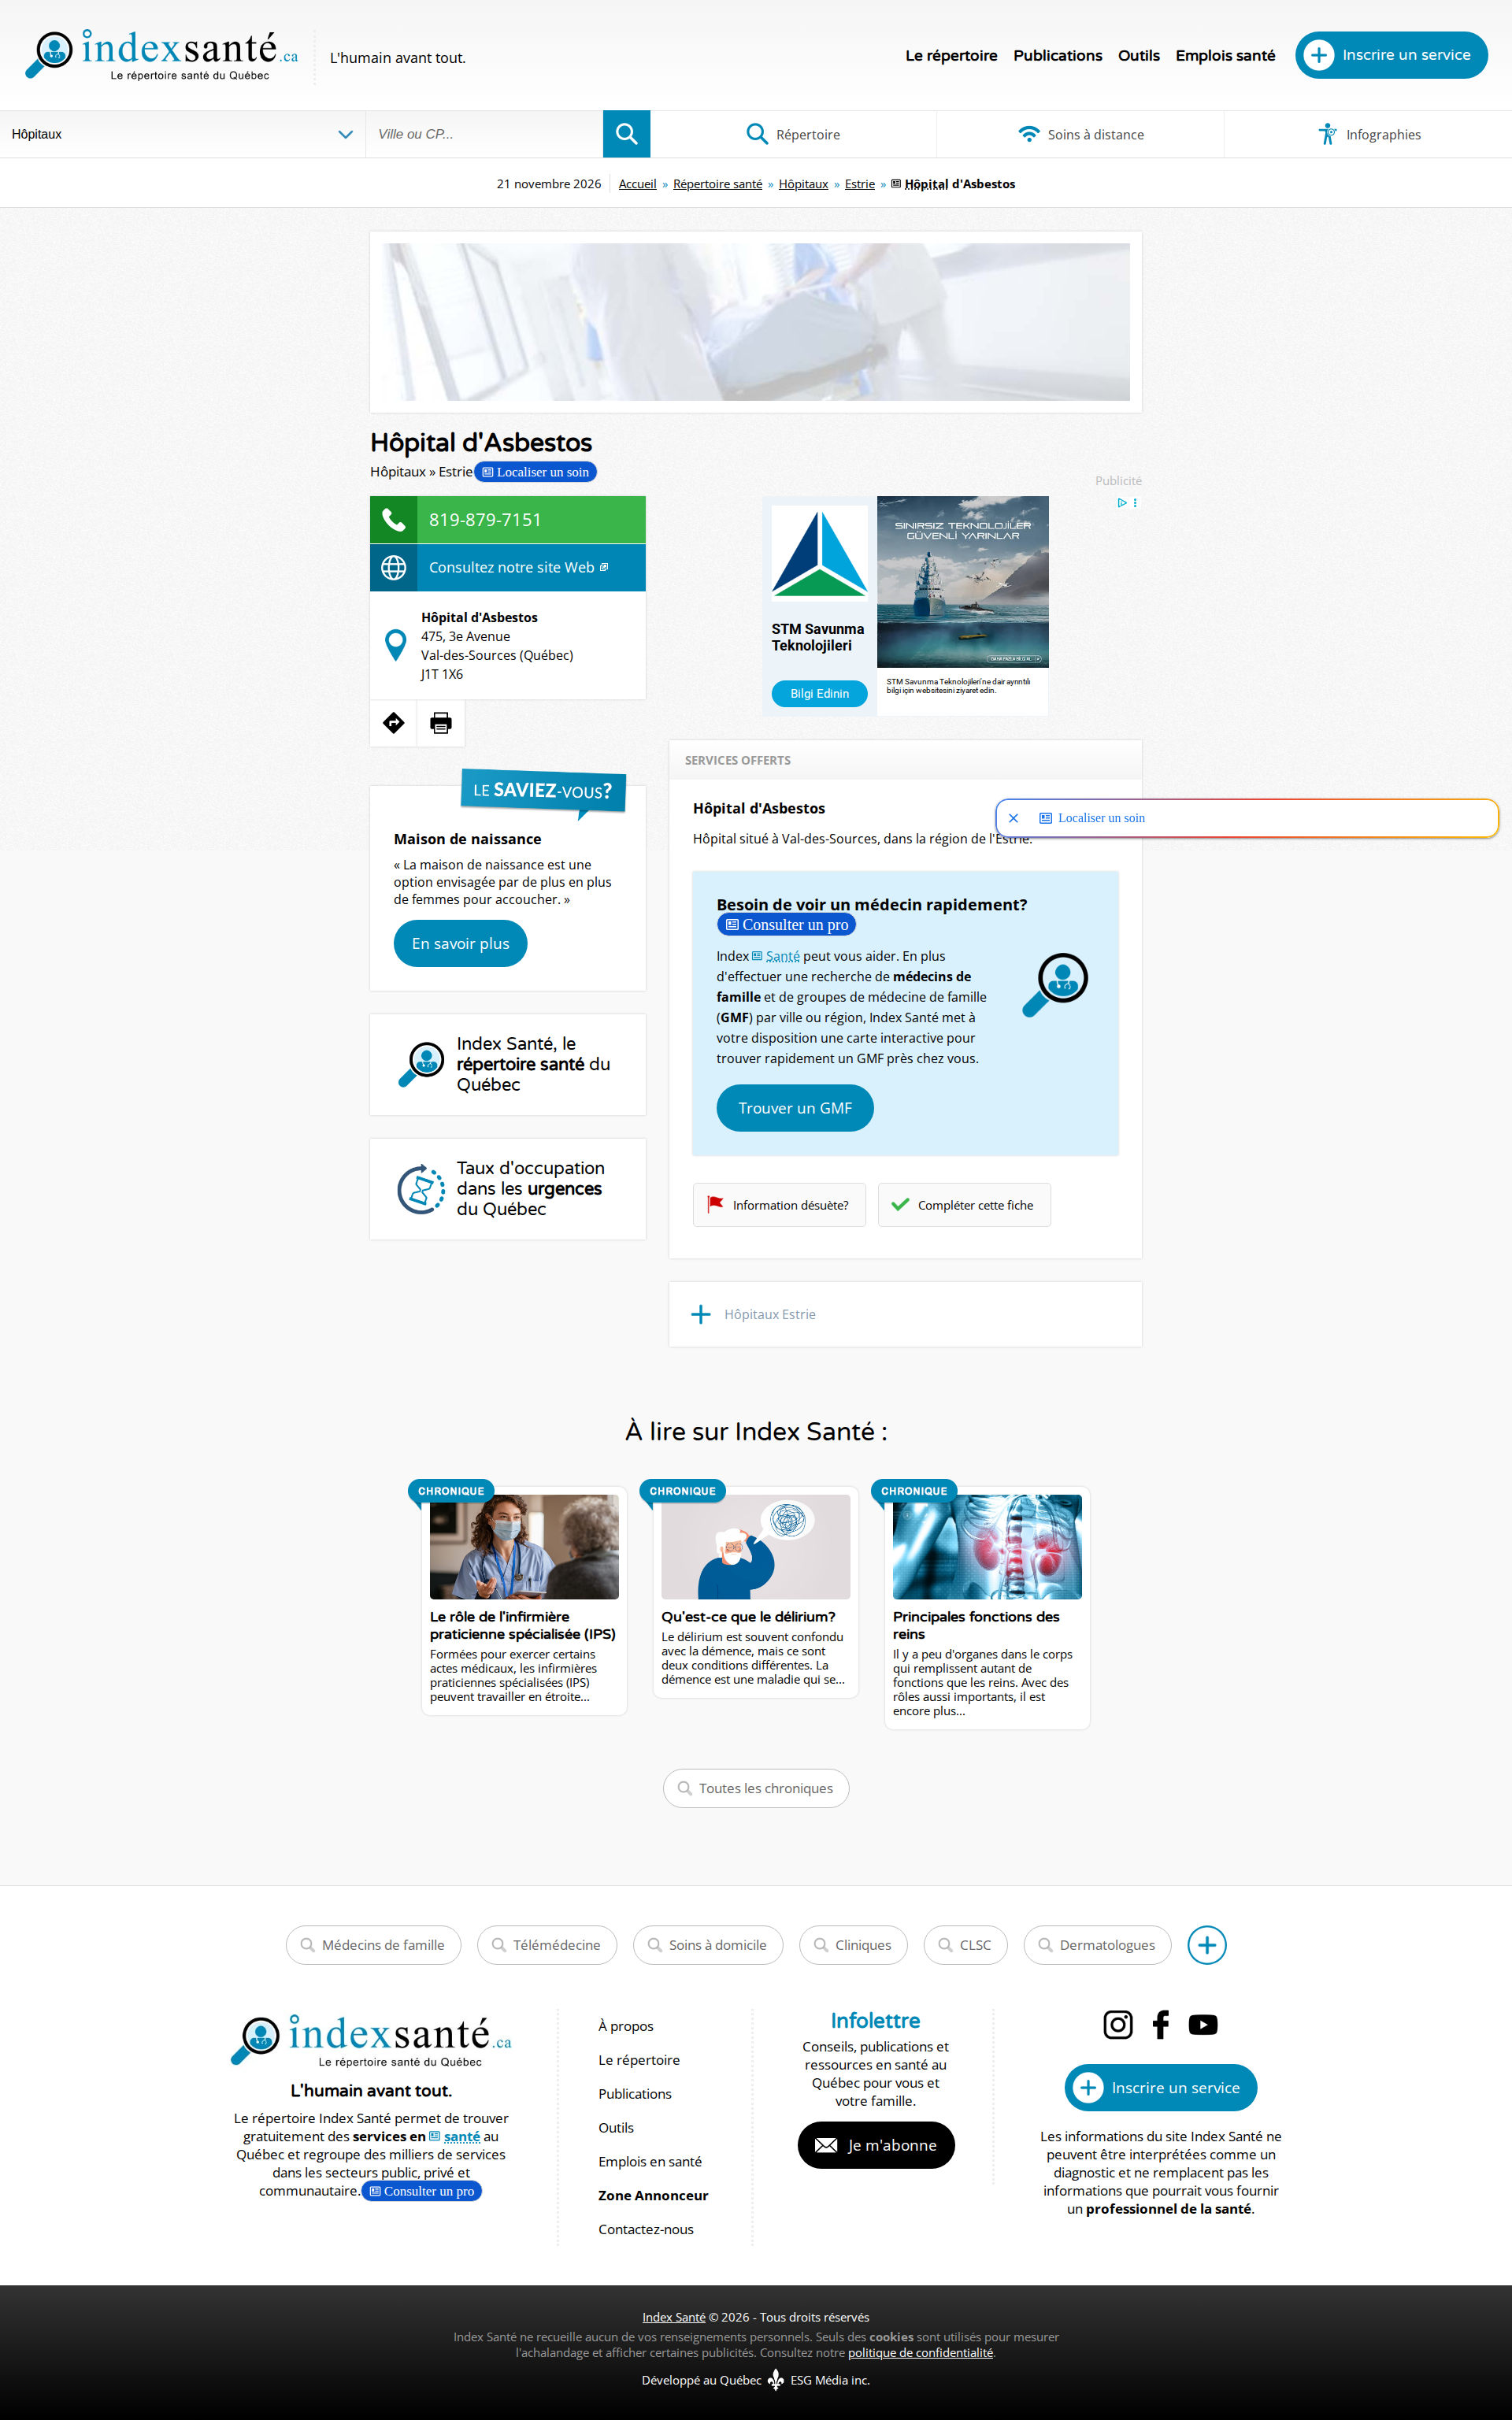 indexsanté.ca
Le répertoire santé du Québec
L'humain avant tout.
Le répertoire
Publications
Outils
Emplois santé
Inscrire un service
Hôpitaux
Ville ou CP...
Répertoire
Soins à distance
Infographies
21 novembre 2026
Accueil » Répertoire santé » Hôpitaux » Estrie » Hôpital d'Asbestos
Hôpital d'Asbestos
Hôpitaux » Estrie Localiser un soin
Publicité
819-879-7151
Consultez notre site Web
Hôpital d'Asbestos
475, 3e Avenue
Val-des-Sources (Québec)
J1T 1X6
SINIRSIZ TEKNOLOJİLER
GÜVENLİ YARINLAR
STM Savunma
Teknolojileri
Bilgi Edinin
STM Savunma Teknolojileri'ne dair ayrıntılı
bilgi için websitesini ziyaret edin.
LE SAVIEZ-VOUS?
Maison de naissance
« La maison de naissance est une
option envisagée par de plus en plus
de femmes pour accoucher. »
En savoir plus
Index Santé, le
répertoire santé du
Québec
Taux d'occupation
dans les urgences
du Québec
SERVICES OFFERTS
Hôpital d'Asbestos
Hôpital situé à Val-des-Sources, dans la région de l'Estrie.
Localiser un soin
Besoin de voir un médecin rapidement?
Consulter un pro
Index Santé peut vous aider. En plus
d'effectuer une recherche de médecins de
famille et de groupes de médecine de famille
(GMF) par ville ou région, Index Santé met à
votre disposition une carte interactive pour
trouver rapidement un GMF près chez vous.
Trouver un GMF
Information désuète?
Compléter cette fiche
Hôpitaux Estrie
À lire sur Index Santé :
CHRONIQUE
Le rôle de l'infirmière
praticienne spécialisée (IPS)
Formées pour exercer certains
actes médicaux, les infirmières
praticiennes spécialisées (IPS)
peuvent travailler en étroite...
CHRONIQUE
Qu'est-ce que le délirium?
Le délirium est souvent confondu
avec la démence, mais ce sont
deux conditions différentes. La
démence est une maladie qui se...
CHRONIQUE
Principales fonctions des
reins
Il y a peu d'organes dans le corps
qui remplissent autant de
fonctions que les reins. Avec des
rôles aussi importants, il est
encore plus...
Toutes les chroniques
Médecins de famille
Télémédecine
Soins à domicile
Cliniques
CLSC
Dermatologues
indexsanté.ca
Le répertoire santé du Québec
L'humain avant tout.
Le répertoire Index Santé permet de trouver
gratuitement des services en santé au
Québec et regroupe des milliers de services
dans les secteurs public, privé et
communautaire. Consulter un pro
À propos
Le répertoire
Publications
Outils
Emplois en santé
Zone Annonceur
Contactez-nous
Infolettre
Conseils, publications et
ressources en santé au
Québec pour vous et
votre famille.
Je m'abonne
Inscrire un service
Les informations du site Index Santé ne
peuvent être interprétées comme un
diagnostic et ne remplacent pas les
informations que pourrait vous fournir
un professionnel de la santé.
Index Santé © 2026 - Tous droits réservés
Index Santé ne recueille aucun de vos renseignements personnels. Seuls des cookies sont utilisés pour mesurer
l'achalandage et afficher certaines publicités. Consultez notre politique de confidentialité.
Développé au Québec ESG Média inc.